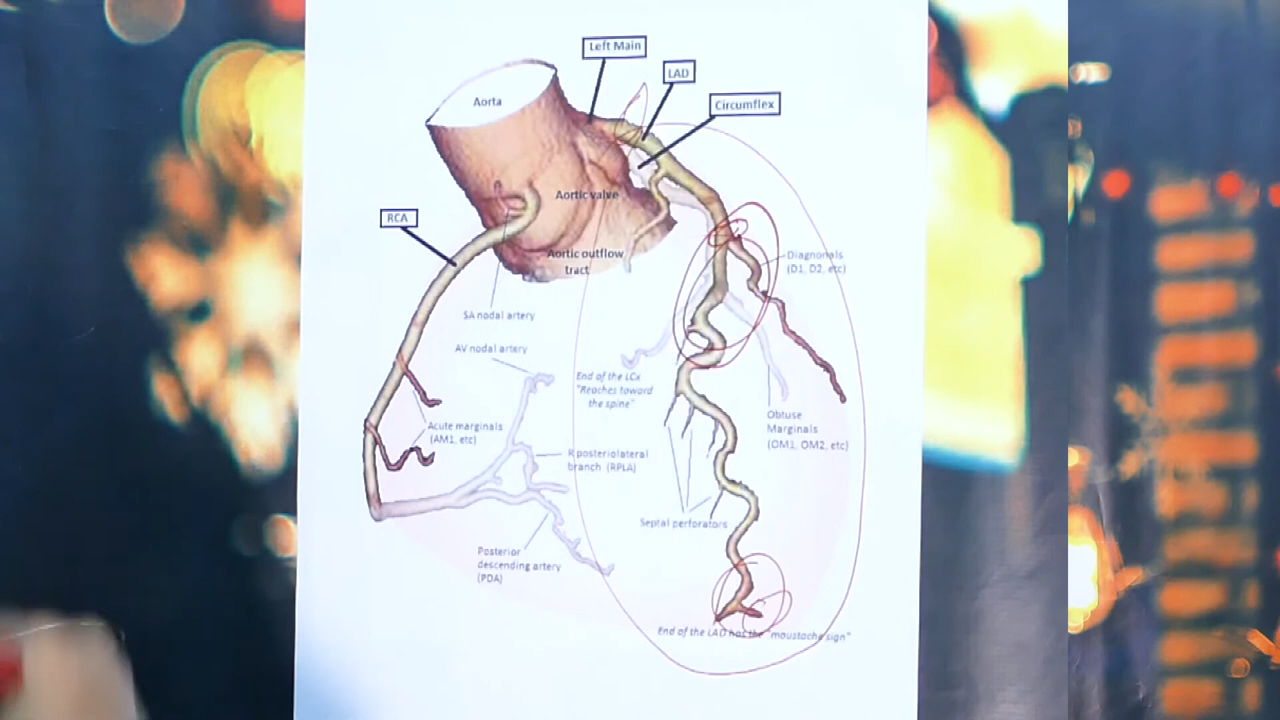 Left Main
LAD
Aorta
Circumflex
Aortic valve
RCA
Aortic outflow
tract
Diagnonals
(D1, D2, etc)
SA nodal artery
AV nodal artery
End of the LCx
"Reaches toward
the spine"
Obtuse
Marginals
(OM1, OM2, etc)
Acute marginals
(AM1, etc)
R posteriolateral
branch (RPLA)
Septal perforators
Posterior
descending artery
(PDA)
End of the LAD has the "moustache sign"